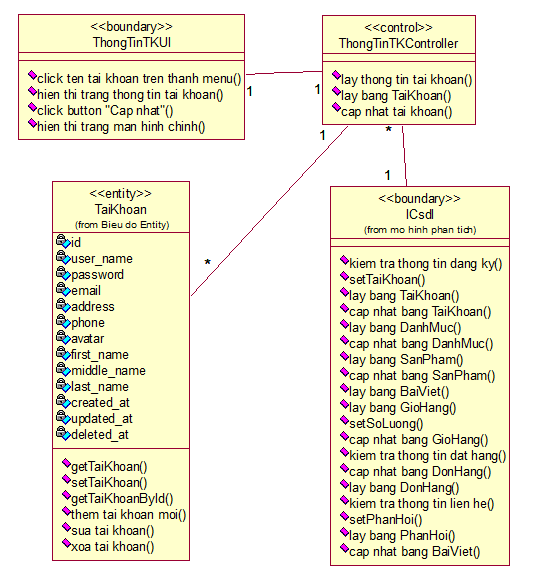 <<boundary>>
ThongTinTKUI
click ten tai khoan tren thanh menu()
hien thi trang thong tin tai khoan()
click button "Cap nhat"()
hien thi trang man hinh chinh()
<<control>>
ThongTinTKController
lay thong tin tai khoan()
lay bang TaiKhoan()
cap nhat tai khoan()
1
1
1
*
*
1
<<entity>>
TaiKhoan
(from Bieu do Entity)
id
user_name
password
email
address
phone
avatar
first_name
middle_name
last_name
created_at
updated_at
deleted_at
getTaiKhoan()
setTaiKhoan()
getTaiKhoanById()
them tai khoan moi()
sua tai khoan()
xoa tai khoan()
<<boundary>>
ICsdl
(from mo hinh phan tich)
kiem tra thong tin dang ky()
setTaiKhoan()
lay bang TaiKhoan()
cap nhat bang TaiKhoan()
lay bang DanhMuc()
cap nhat bang DanhMuc()
lay bang SanPham()
cap nhat bang SanPham()
lay bang BaiViet()
lay bang GioHang()
setSoLuong()
cap nhat bang GioHang()
kiem tra thong tin dat hang()
cap nhat bang DonHang()
lay bang DonHang()
kiem tra thong tin lien he()
setPhanHoi()
lay bang PhanHoi()
cap nhat bang BaiViet()